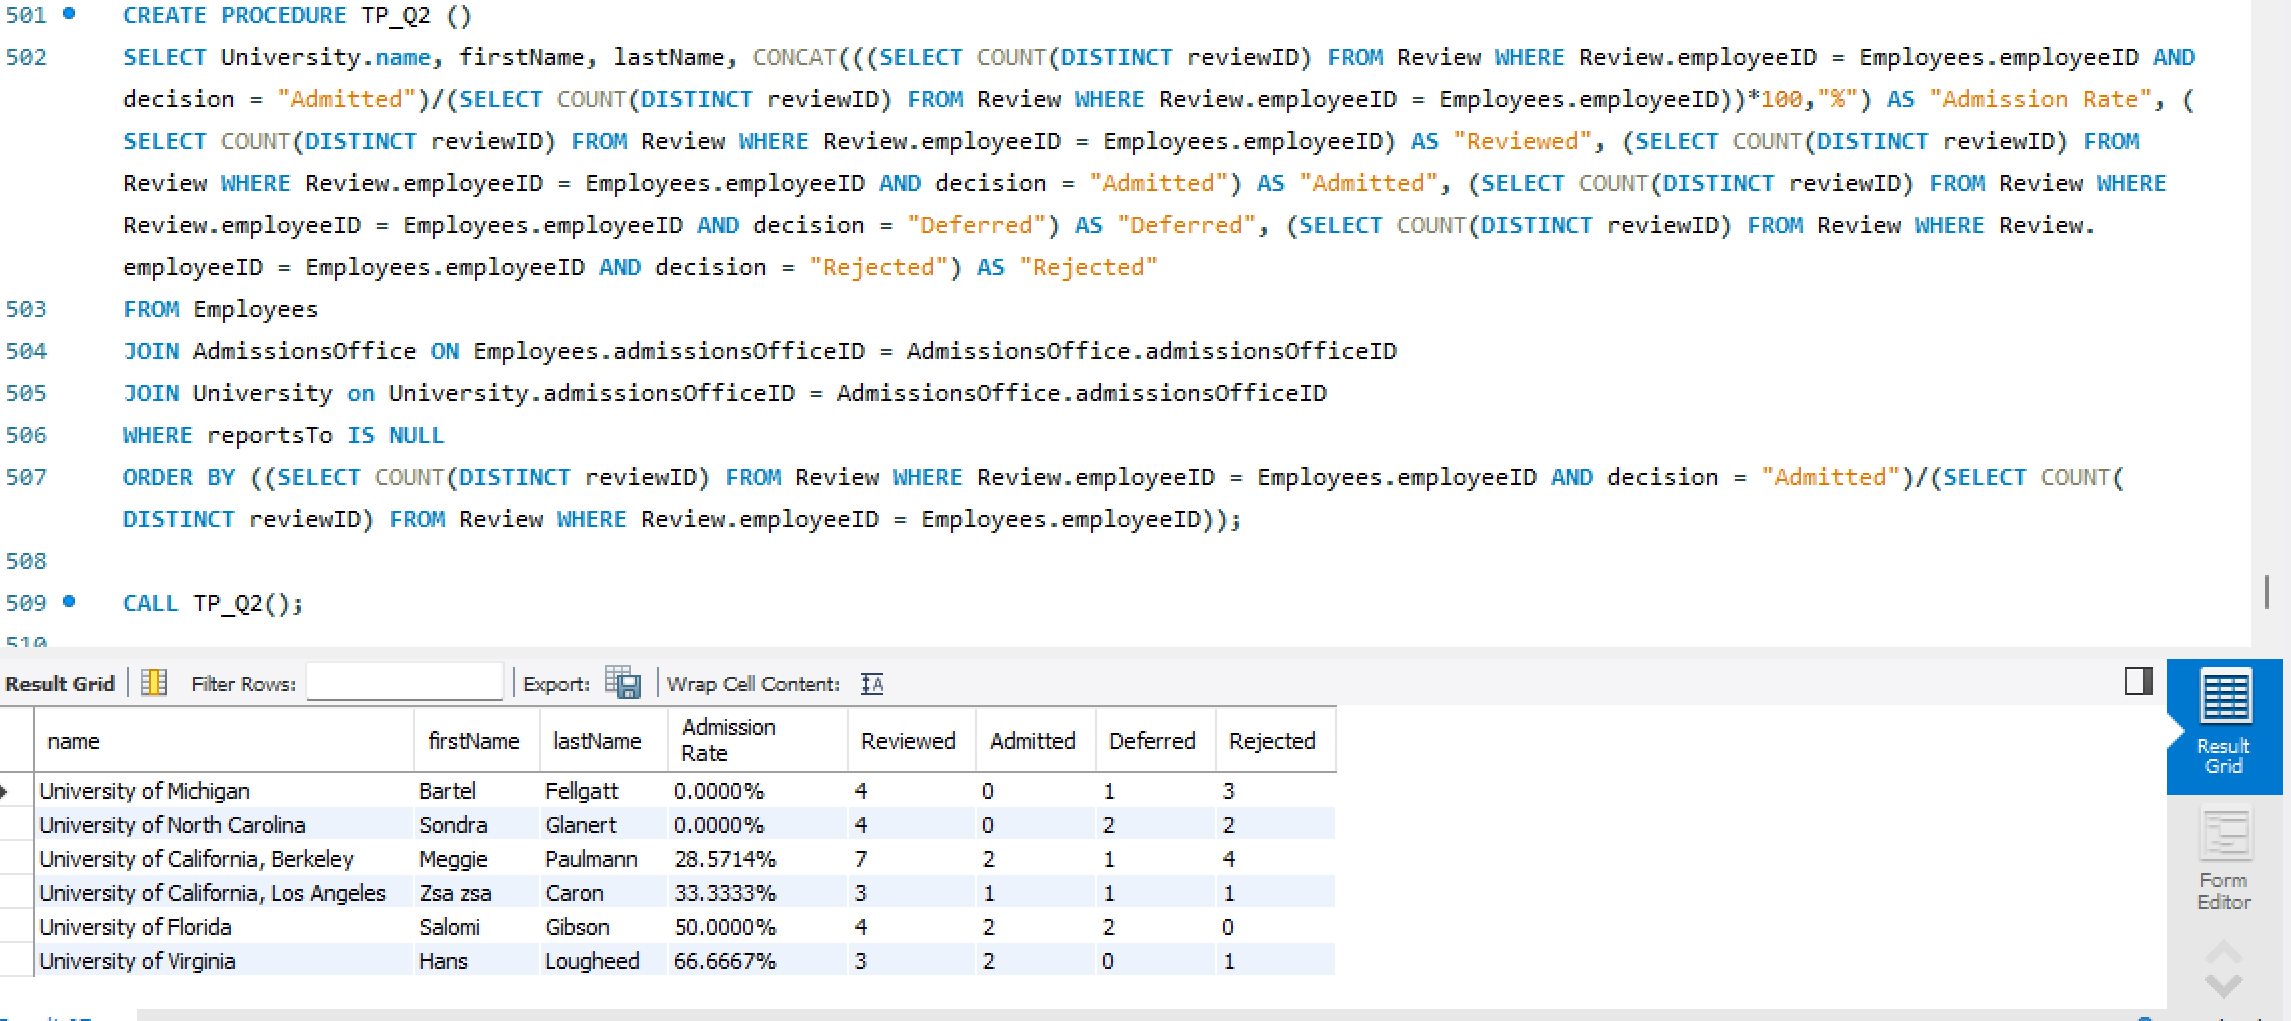 501 CREATE PROCEDURE TP_Q2 ()
502 SELECT University.name, firstName, lastName, CONCAT(((SELECT COUNT(DISTINCT reviewID) FROM Review WHERE Review.employeeID = Employees.employeeID AND
decision = "Admitted")/(SELECT COUNT(DISTINCT reviewID) FROM Review WHERE Review.employeeID = Employees.employeeID))*100,"%") AS "Admission Rate", (
SELECT COUNT(DISTINCT reviewID) FROM Review WHERE Review.employeeID = Employees.employeeID) AS "Reviewed", (SELECT COUNT(DISTINCT reviewID) FROM
Review WHERE Review.employeeID = Employees.employeeID AND decision = "Admitted") AS "Admitted", (SELECT COUNT(DISTINCT reviewID) FROM Review WHERE
Review.employeeID = Employees.employeeID AND decision = "Deferred") AS "Deferred", (SELECT COUNT(DISTINCT reviewID) FROM Review WHERE Review.
employeeID = Employees.employeeID AND decision = "Rejected") AS "Rejected"
503 FROM Employees
504 JOIN AdmissionsOffice ON Employees.admissionsOfficeID = AdmissionsOffice.admissionsOfficeID
505 JOIN University on University.admissionsOfficeID = AdmissionsOffice.admissionsOfficeID
506 WHERE reportsTo IS NULL
507 ORDER BY ((SELECT COUNT(DISTINCT reviewID) FROM Review WHERE Review.employeeID = Employees.employeeID AND decision = "Admitted")/(SELECT COUNT(
DISTINCT reviewID) FROM Review WHERE Review.employeeID = Employees.employeeID));
508
509 CALL TP_Q2();
510
Result Grid Filter Rows: Export: Wrap Cell Content: IA
name firstName lastName Admission Rate Reviewed Admitted Deferred Rejected
University of Michigan Bartel Fellgatt 0.0000% 4 0 1 3
University of North Carolina Sondra Glanert 0.0000% 4 0 2 2
University of California, Berkeley Meggie Paulmann 28.5714% 7 2 1 4
University of California, Los Angeles Zsa zsa Caron 33.3333% 3 1 1 1
University of Florida Salomi Gibson 50.0000% 4 2 2 0
University of Virginia Hans Lougheed 66.6667% 3 2 0 1
Result
Grid
Form
Editor